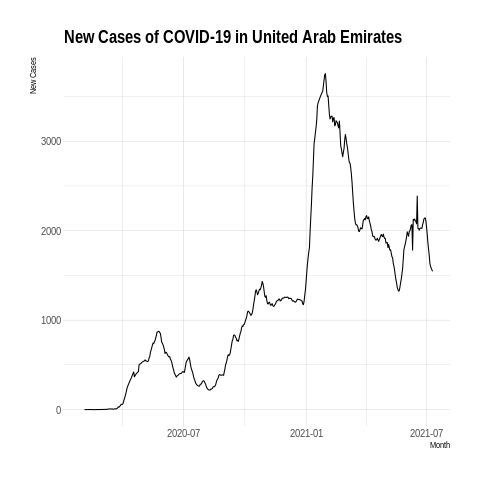 New Cases of COVID-19 in United Arab Emirates
New Cases
3000
2000
1000
0
2020-07
2021-01
2021-07
Month